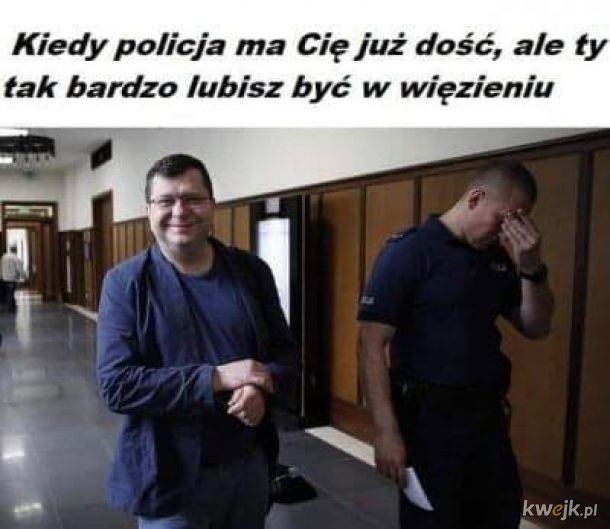 Kiedy policja ma Cię już dość, ale ty
tak bardzo lubisz być w więzieniu
kwejk.pl